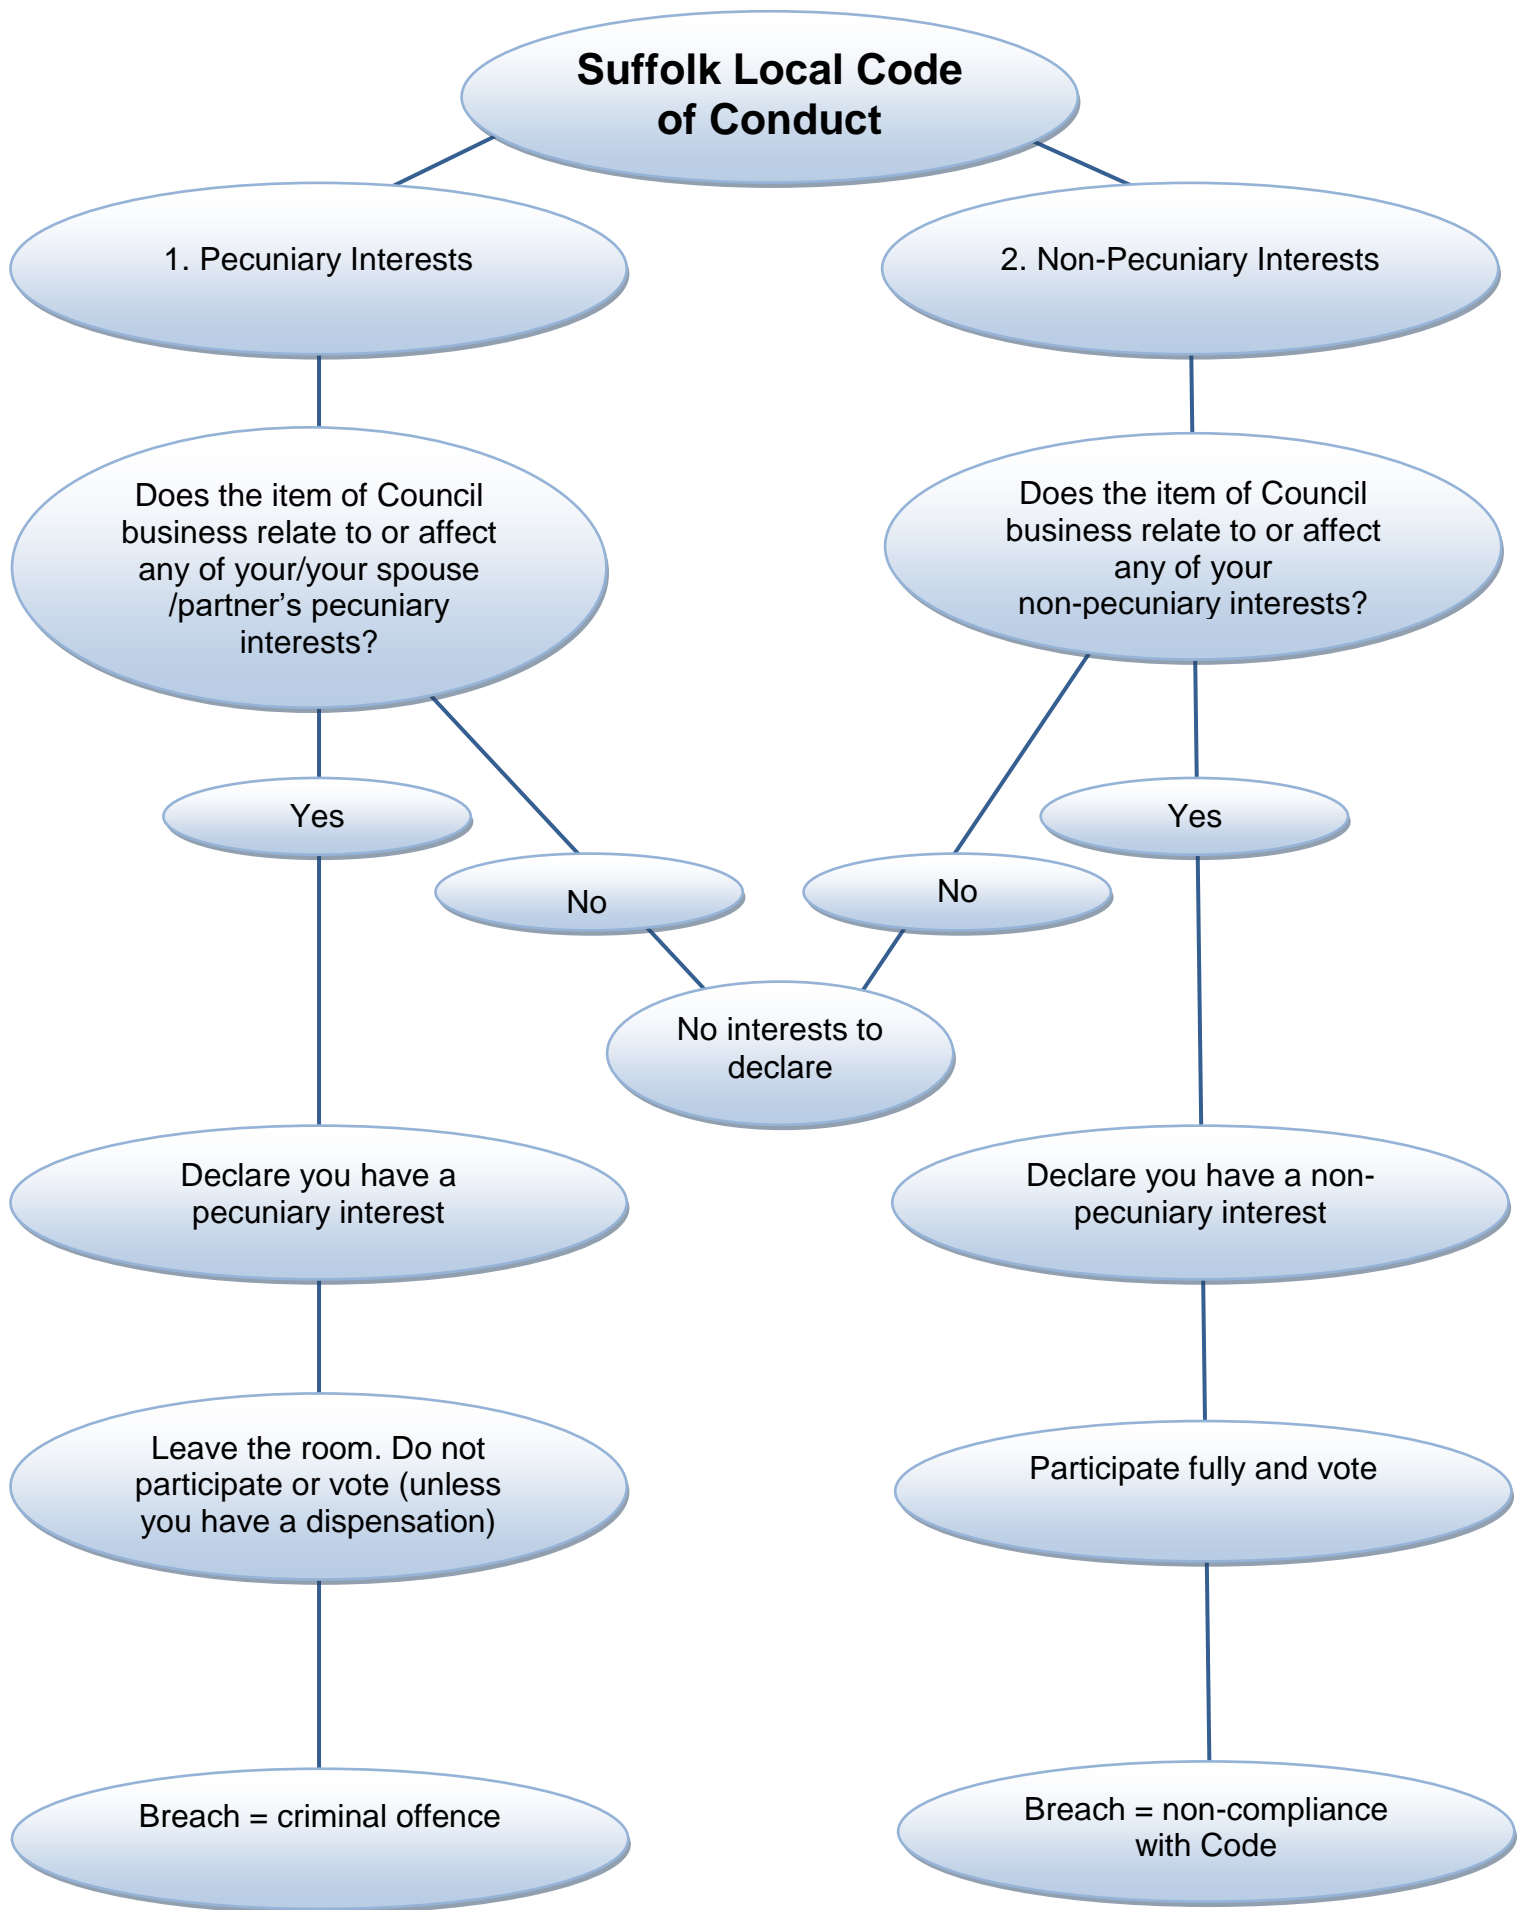 Suffolk Local Code
of Conduct
1. Pecuniary Interests
2. Non-Pecuniary Interests
Does the item of Council
business relate to or affect
any of your/your spouse
/partner’s pecuniary
interests?
Does the item of Council
business relate to or affect
any of your
non-pecuniary interests?
Yes
No
No
Yes
No interests to
declare
Declare you have a
pecuniary interest
Declare you have a non-
pecuniary interest
Leave the room. Do not
participate or vote (unless
you have a dispensation)
Participate fully and vote
Breach = criminal offence
Breach = non-compliance
with Code